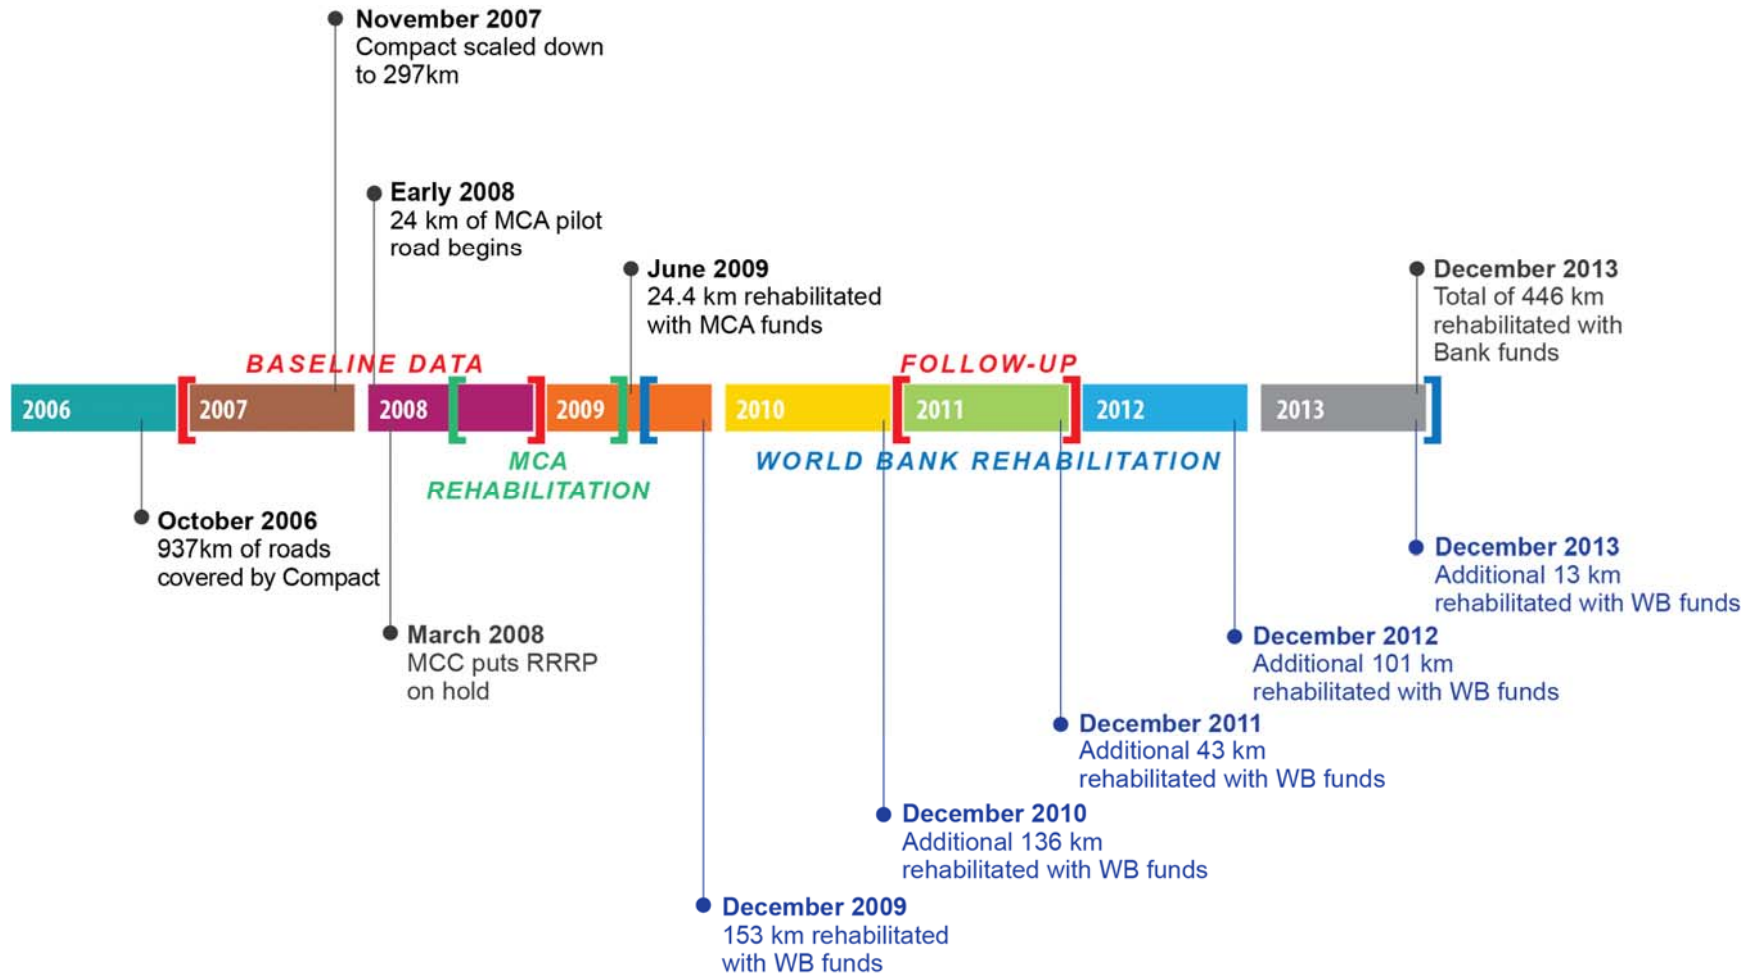 November 2007
Compact scaled down
to 297km
Early 2008
24 km of MCA pilot
road begins
June 2009
24.4 km rehabilitated
with MCA funds
December 2013
Total of 446 km
rehabilitated with
Bank funds
BASELINE DATA
FOLLOW-UP
2006
2007
2008
2009
2010
2011
2012
2013
MCA
REHABILITATION
WORLD BANK REHABILITATION
October 2006
937km of roads
covered by Compact
March 2008
MCC puts RRRP
on hold
December 2013
Additional 13 km
rehabilitated with WB funds
December 2012
Additional 101 km
rehabilitated with WB funds
December 2011
Additional 43 km
rehabilitated with WB funds
December 2010
Additional 136 km
rehabilitated with WB funds
December 2009
153 km rehabilitated
with WB funds